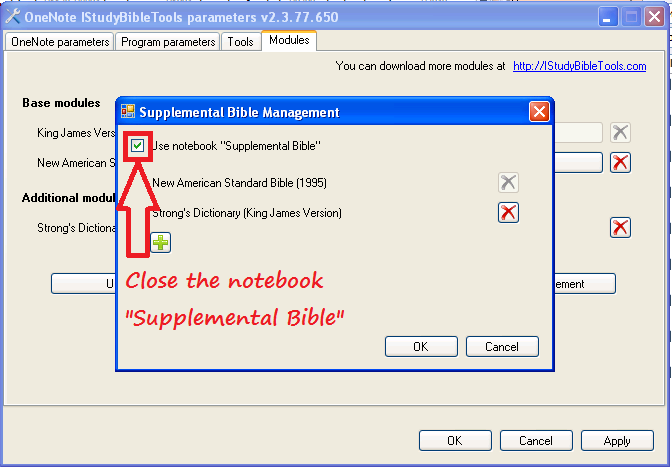 OneNote IStudyBibleTools parameters v2.3.77.650
OneNote parameters Program parameters Tools Modules
You can download more modules at http://IStudyBibleTools.com
Base modules
King James Vers
New American S
Additional modul
Strong's Dictiona
U
ement
Supplemental Bible Management
Use notebook "Supplemental Bible"
New American Standard Bible (1995)
Strong's Dictionary (King James Version)
Close the notebook
"Supplemental Bible"
OK Cancel
OK Cancel Apply